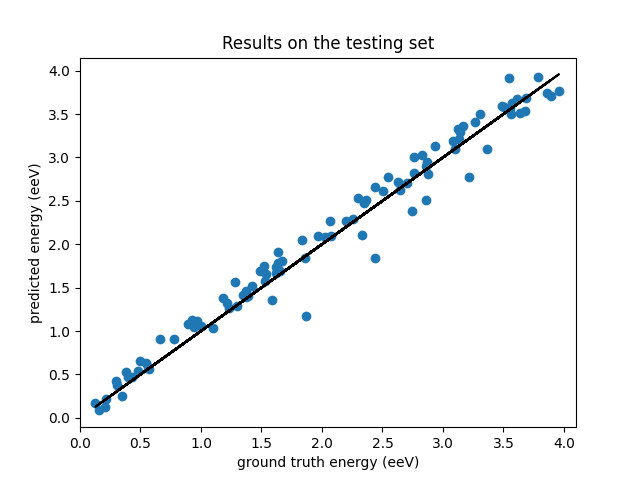 Results on the testing set
4.0
3.5
3.0
2.5
2.0
1.5
1.0
0.5
0.0
predicted energy (eeV)
0.0 0.5 1.0 1.5 2.0 2.5 3.0 3.5 4.0
ground truth energy (eeV)